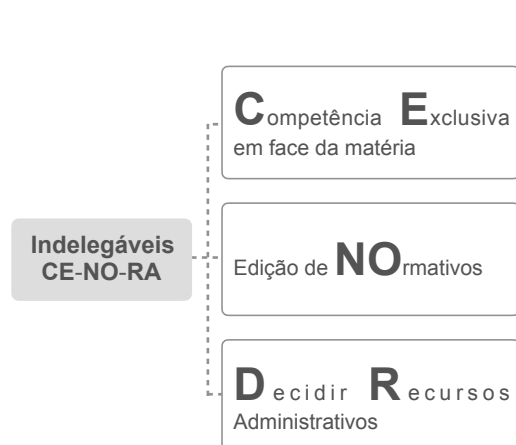 Competência Exclusiva
em face da matéria
Indelegáveis
CE-NO-RA
Edição de NOrmativos
Decidir Recursos
Administrativos